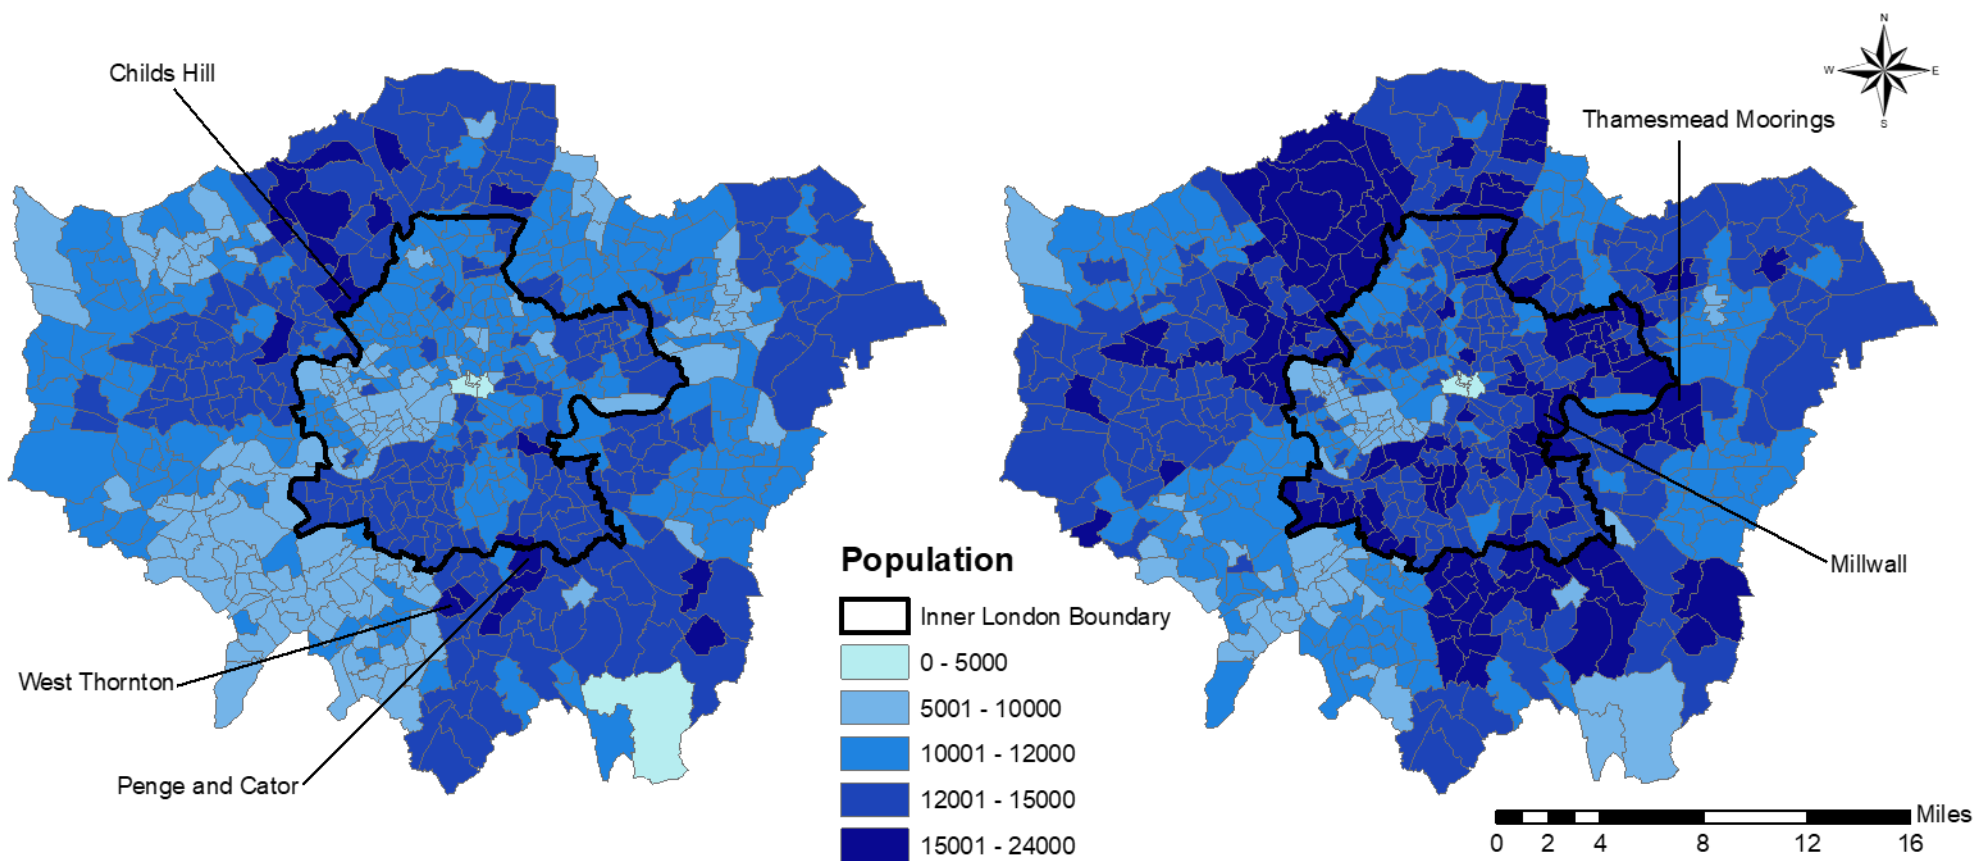 Childs Hill
N
W
E
S
Thamesmead Moorings
Population
Inner London Boundary
0 - 5000
5001 - 10000
10001 - 12000
12001 - 15000
15001 - 24000
Millwall
West Thornton
Penge and Cator
Miles
0 2 4 8 12 16